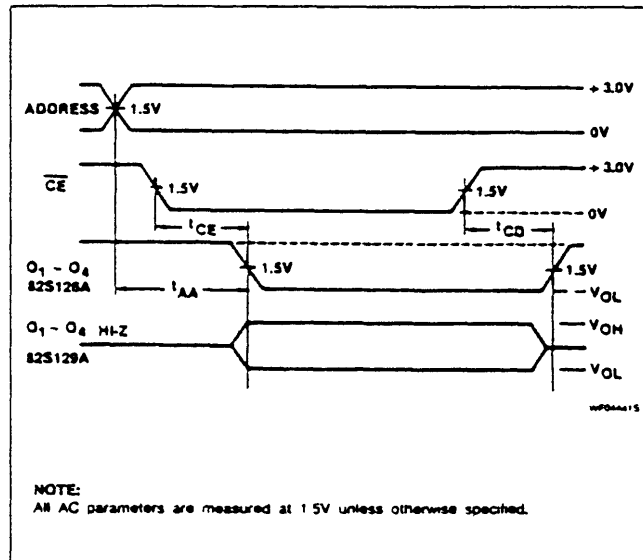 + 3.0V
ADDRESS
1.5V
0V
+ 3.0V
CE
1.5V
1.5V
0V
tCE
tCD
O1 – O4
82S126A
1.5V
1.5V
tAA
VOL
O1 – O4 HI-Z
82S129A
VOH
VOL
WF04441S
NOTE:
All AC parameters are measured at 1.5V unless otherwise specified.